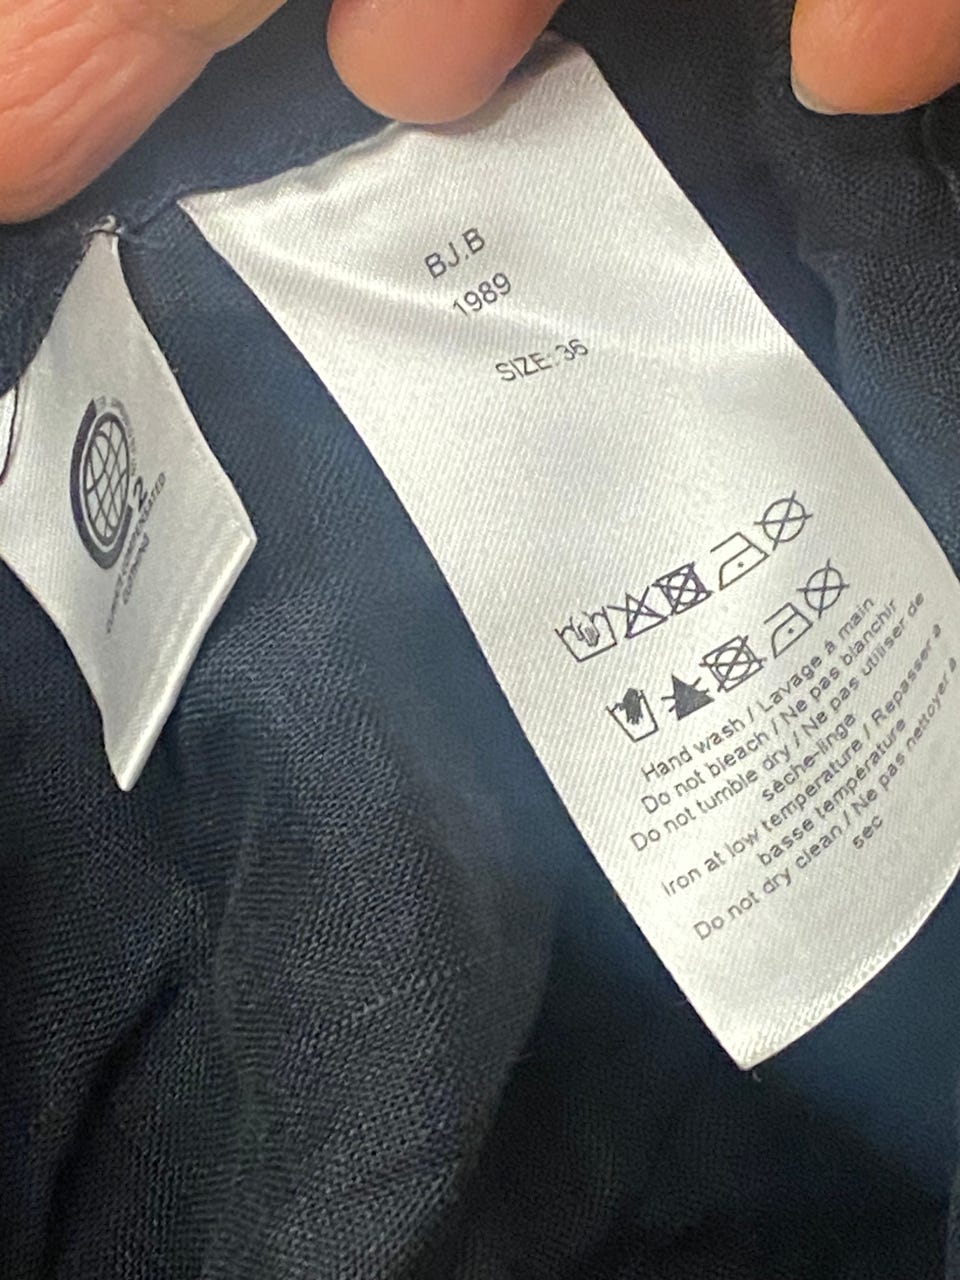 BJ.B
1989
SIZE: 36
Hand wash / Lavage à main
Do not bleach / Ne pas blanchir
Do not tumble dry / Ne pas utiliser de
sèche-linge
Iron at low temperature / Repasser à
basse température
Do not dry clean / Ne pas nettoyer à
sec
2